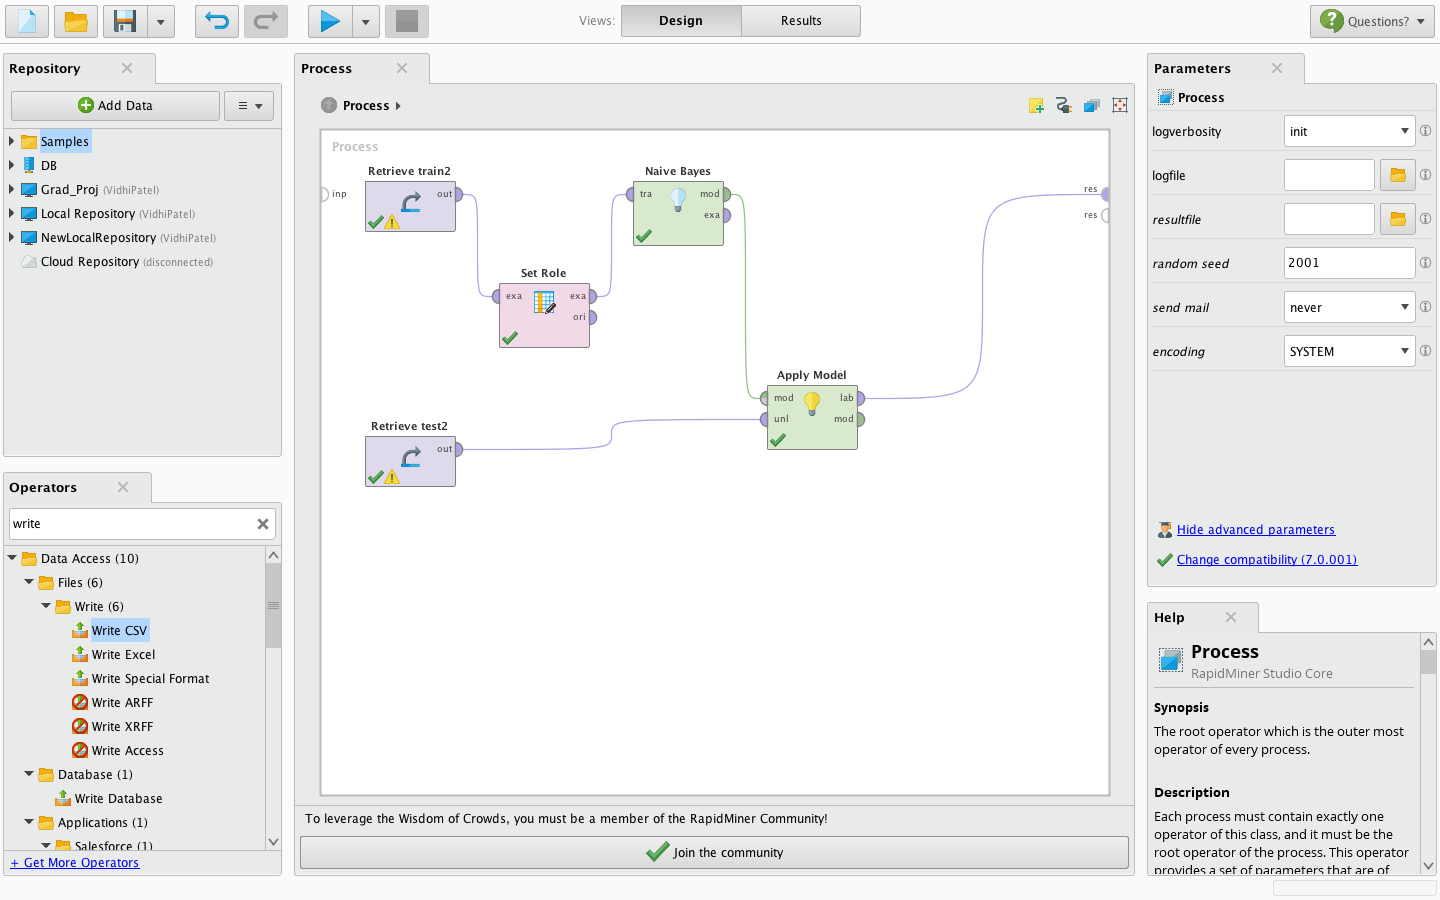 Views:
Design
Results
Questions?
Repository
Add Data
Samples
DB
Grad_Proj (VidhiPatel)
Local Repository (VidhiPatel)
NewLocalRepository (VidhiPatel)
Cloud Repository (disconnected)
Operators
write
Data Access (10)
Files (6)
Write (6)
Write CSV
Write Excel
Write Special Format
Write ARFF
Write XRFF
Write Access
Database (1)
Write Database
Applications (1)
Salesforce (1)
+ Get More Operators
Process
Process
Process
inp
Retrieve train2
out
Naive Bayes
tra
mod
exa
res
res
Set Role
exa
exa
ori
Apply Model
mod
lab
unl
mod
Retrieve test2
out
To leverage the Wisdom of Crowds, you must be a member of the RapidMiner Community!
Join the community
Parameters
Process
logverbosity
init
logfile
resultfile
random seed
2001
send mail
never
encoding
SYSTEM
Hide advanced parameters
Change compatibility (7.0.001)
Help
Process
RapidMiner Studio Core
Synopsis
The root operator which is the outer most
operator of every process.
Description
Each process must contain exactly one
operator of this class, and it must be the
root operator of the process. This operator
provides a set of parameters that are of